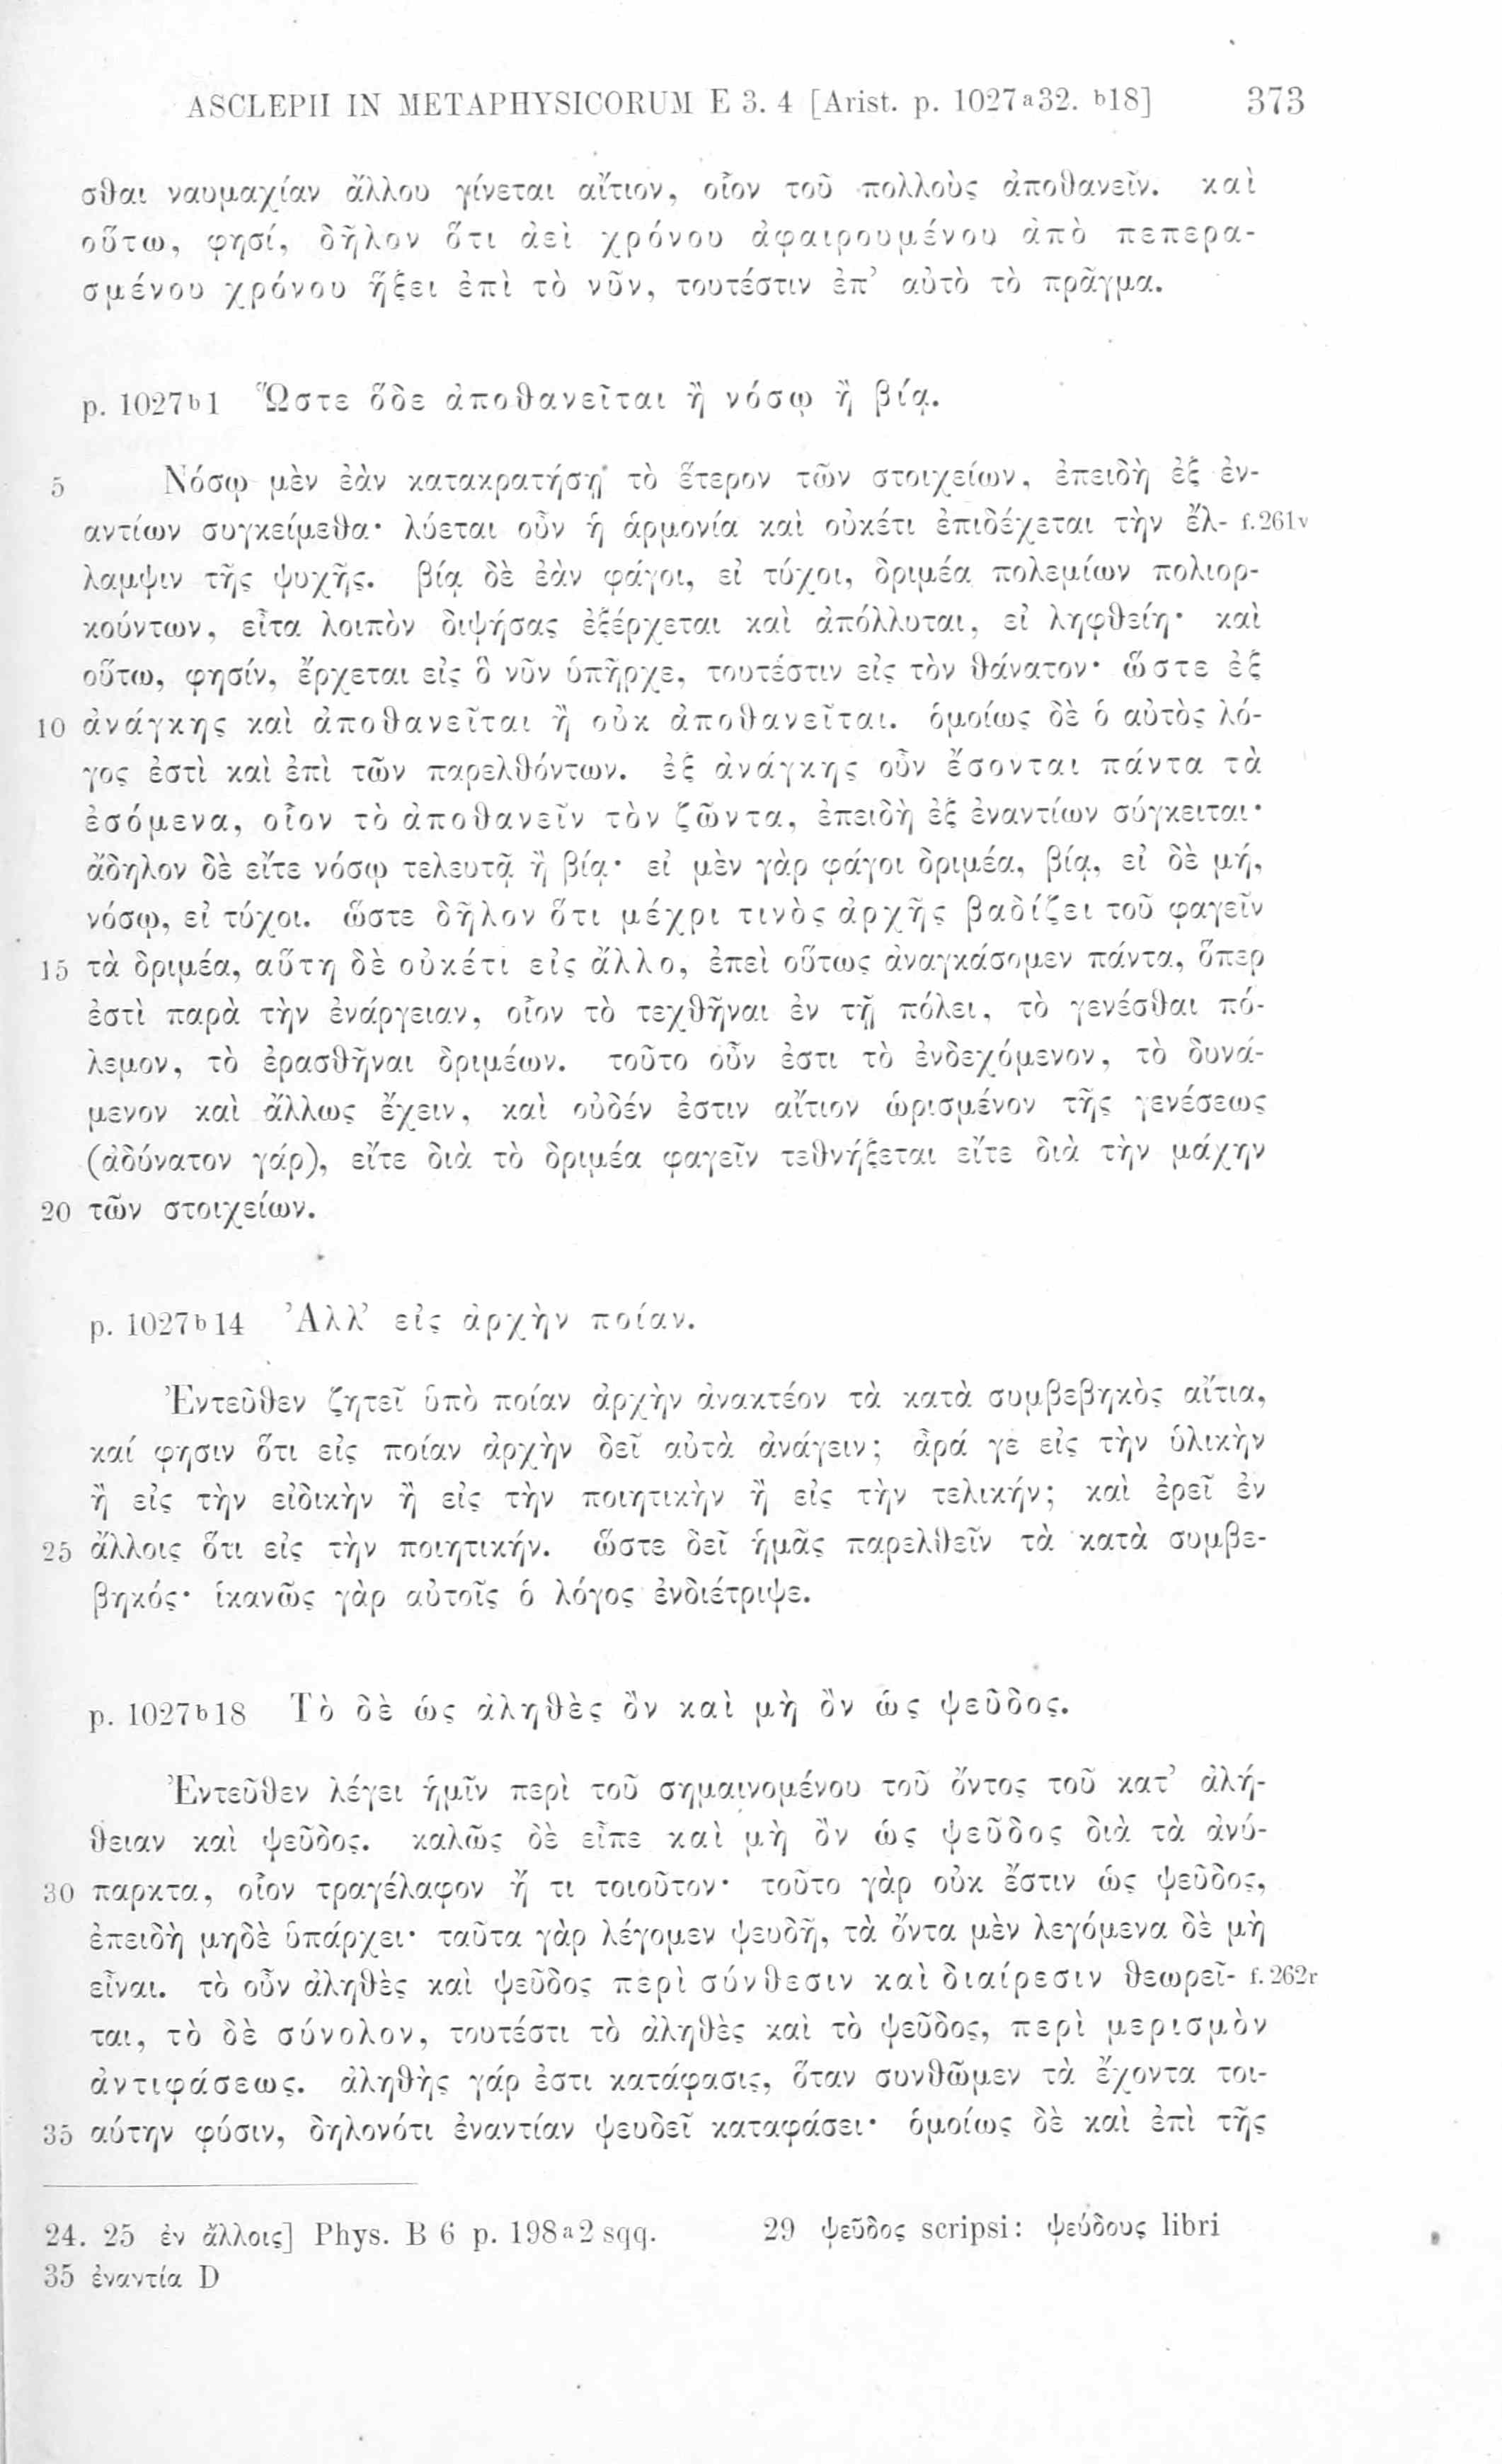 ASCLEPII IN METAPHYSICORUM E 3. 4 [Arist. p. 1027a32. b18] 373
σθαι ναυμαχίαν ἄλλου γίνεται αἴτιον, οἷον τοῦ πολλοὺς ἀποθανεῖν. καὶ
οὕτω, φησί, δῆλον ὅτι ἀεὶ χρόνου ἀφαιρουμένου ἀπὸ πεπερα-
σμένου χρόνου ἥξει ἐπὶ τὸ νῦν, τουτέστιν ἐπ’ αὐτὸ τὸ πρᾶγμα.
p. 1027b1 Ὥστε ὅδε ἀποθανεῖται ἢ νόσῳ ἢ βίᾳ.
5 Νόσῳ μὲν ἐὰν κατακρατήσῃ τὸ ἕτερον τῶν στοιχείων, ἐπειδὴ ἐξ ἐν-
αντίων συγκείμεθα· λύεται οὖν ἡ ἁρμονία καὶ οὐκέτι ἐπιδέχεται τὴν ἔλ- f.261v
λαμψιν τῆς ψυχῆς. βίᾳ δὲ ἐὰν φάγοι, εἰ τύχοι, δριμέα πολεμίων πολιορ-
κούντων, εἶτα λοιπὸν διψήσας ἐξέρχεται καὶ ἀπόλλυται, εἰ ληφθείη· καὶ
οὕτω, φησίν, ἔρχεται εἰς ὃ νῦν ὑπῆρχε, τουτέστιν εἰς τὸν θάνατον· ὥστε ἐξ
10 ἀνάγκης καὶ ἀποθανεῖται ἢ οὐκ ἀποθανεῖται. ὁμοίως δὲ ὁ αὐτὸς λό-
γος ἐστὶ καὶ ἐπὶ τῶν παρελθόντων. ἐξ ἀνάγκης οὖν ἔσονται πάντα τὰ
ἐσόμενα, οἷον τὸ ἀποθανεῖν τὸν ζῶντα, ἐπειδὴ ἐξ ἐναντίων σύγκειται·
ἄδηλον δὲ εἴτε νόσῳ τελευτᾷ ἢ βίᾳ· εἰ μὲν γὰρ φάγοι δριμέα, βίᾳ, εἰ δὲ μή,
νόσῳ, εἰ τύχοι. ὥστε δῆλον ὅτι μέχρι τινὸς ἀρχῆς βαδίζει τοῦ φαγεῖν
15 τὰ δριμέα, αὕτη δὲ οὐκέτι εἰς ἄλλο, ἐπεὶ οὕτως ἀναγκάσομεν πάντα, ὅπερ
ἐστὶ παρὰ τὴν ἐνάργειαν, οἷον τὸ τεχθῆναι ἐν τῇ πόλει, τὸ γενέσθαι πό-
λεμον, τὸ ἐρασθῆναι δριμέων. τοῦτο οὖν ἐστι τὸ ἐνδεχόμενον, τὸ δυνά-
μενον καὶ ἄλλως ἔχειν, καὶ οὐδέν ἐστιν αἴτιον ὡρισμένον τῆς γενέσεως
(ἀδύνατον γάρ), εἴτε διὰ τὸ δριμέα φαγεῖν τεθνήξεται εἴτε διὰ τὴν μάχην
20 τῶν στοιχείων.
p. 1027b14 Ἀλλ’ εἰς ἀρχὴν ποίαν.
Ἐντεῦθεν ζητεῖ ὑπὸ ποίαν ἀρχὴν ἀνακτέον τὰ κατὰ συμβεβηκὸς αἴτια,
καί φησιν ὅτι εἰς ποίαν ἀρχὴν δεῖ αὐτὰ ἀνάγειν; ἆρά γε εἰς τὴν ὑλικὴν
ἢ εἰς τὴν εἰδικὴν ἢ εἰς τὴν ποιητικὴν ἢ εἰς τὴν τελικήν; καὶ ἐρεῖ ἐν
25 ἄλλοις ὅτι εἰς τὴν ποιητικήν. ὥστε δεῖ ἡμᾶς παρελθεῖν τὰ κατὰ συμβε-
βηκός· ἱκανῶς γὰρ αὐτοῖς ὁ λόγος ἐνδιέτριψε.
p. 1027b18 Τὸ δὲ ὡς ἀληθὲς ὂν καὶ μὴ ὂν ὡς ψεῦδος.
Ἐντεῦθεν λέγει ἡμῖν περὶ τοῦ σημαινομένου τοῦ ὄντος τοῦ κατ’ ἀλή-
θειαν καὶ ψεῦδος. καλῶς δὲ εἶπε καὶ μὴ ὂν ὡς ψεῦδος διὰ τὰ ἀνύ-
30 παρκτα, οἷον τραγέλαφον ἤ τι τοιοῦτον· τοῦτο γὰρ οὐκ ἔστιν ὡς ψεῦδος,
ἐπειδὴ μηδὲ ὑπάρχει· ταῦτα γὰρ λέγομεν ψευδῆ, τὰ ὄντα μὲν λεγόμενα δὲ μὴ
εἶναι. τὸ οὖν ἀληθὲς καὶ ψεῦδος περὶ σύνθεσιν καὶ διαίρεσιν θεωρεῖ- f.262r
ται, τὸ δὲ σύνολον, τουτέστι τὸ ἀληθὲς καὶ τὸ ψεῦδος, περὶ μερισμὸν
ἀντιφάσεως. ἀληθὴς γάρ ἐστι κατάφασις, ὅταν συνθῶμεν τὰ ἔχοντα τοι-
35 αύτην φύσιν, δηλονότι ἐναντίαν ψευδεῖ καταφάσει· ὁμοίως δὲ καὶ ἐπὶ τῆς
24. 25 ἐν ἄλλοις] Phys. B 6 p. 198a2 sqq. 29 ψεῦδος scripsi: ψεύδους libri
35 ἐναντία D